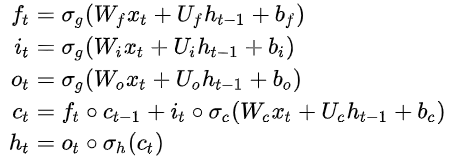 f_t = σ_g(W_f x_t + U_f h_{t-1} + b_f)
i_t = σ_g(W_i x_t + U_i h_{t-1} + b_i)
o_t = σ_g(W_o x_t + U_o h_{t-1} + b_o)
c_t = f_t ∘ c_{t-1} + i_t ∘ σ_c(W_c x_t + U_c h_{t-1} + b_c)
h_t = o_t ∘ σ_h(c_t)